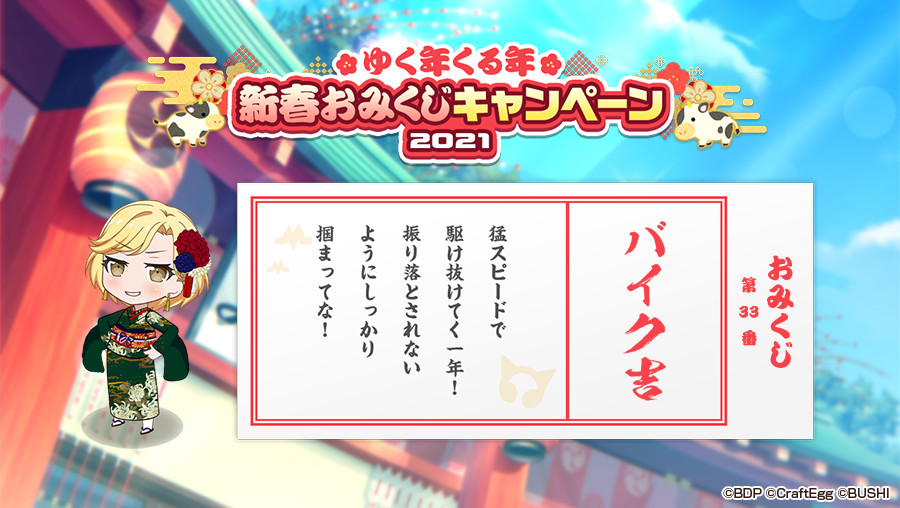 ゆく年くる年
新春おみくじキャンペーン
2021
おみくじ
第33番
バイク吉
猛スピードで
駆け抜けてく一年！
振り落とされない
ようにしっかり
掴まってな！
©BDP ©CraftEgg ©BUSHI